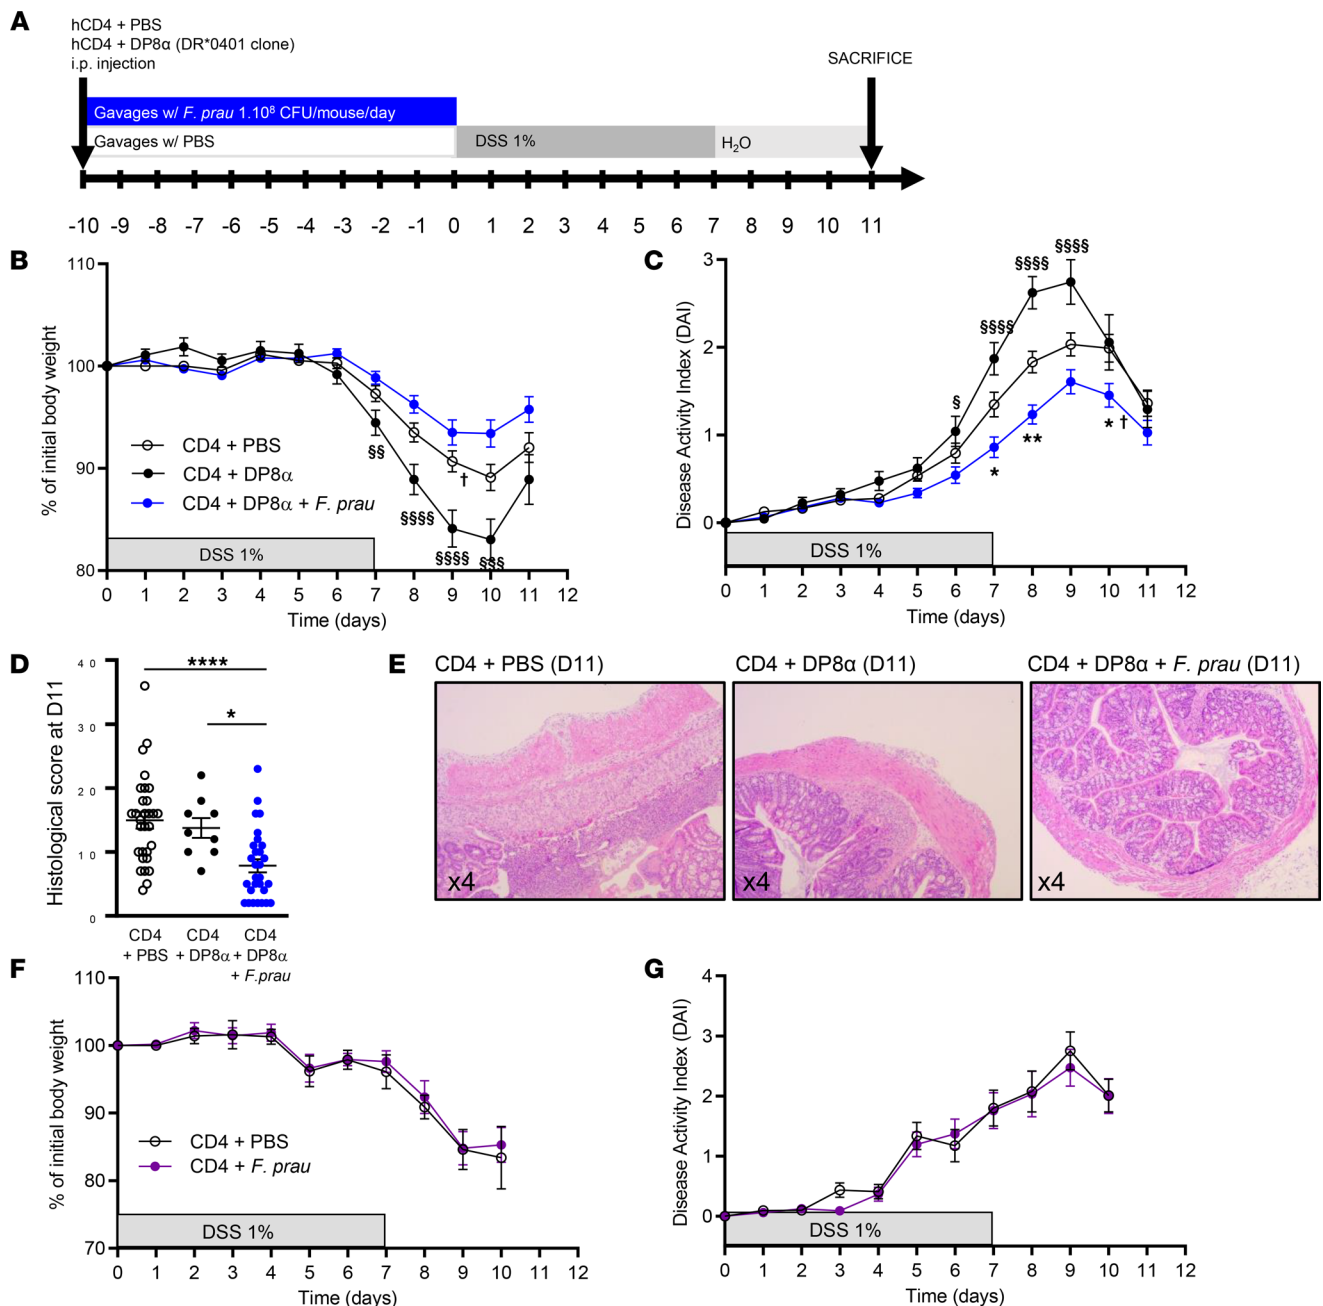 A
hCD4 + PBS
hCD4 + DP8α (DR*0401 clone)
i.p. injection
SACRIFICE
Gavages w/ F. prau 1.10⁸ CFU/mouse/day
Gavages w/ PBS
DSS 1%
H₂O
-10 -9 -8 -7 -6 -5 -4 -3 -2 -1 0 1 2 3 4 5 6 7 8 9 10 11
B
% of initial body weight
110
100
90
80
CD4 + PBS
CD4 + DP8α
CD4 + DP8α + F. prau
†
§§
§§§§
§§§§
§§§
DSS 1%
0 1 2 3 4 5 6 7 8 9 10 11 12
Time (days)
C
Disease Activity Index (DAI)
3
2
1
0
§
§§§§
§§§§
§§§§
*
**
* †
DSS 1%
0 1 2 3 4 5 6 7 8 9 10 11 12
Time (days)
D
Histological score at D11
40
30
20
10
0
****
*
CD4 + PBS
CD4 + DP8α
CD4 + DP8α + F.prau
E
CD4 + PBS (D11)
CD4 + DP8α (D11)
CD4 + DP8α + F. prau (D11)
x4
x4
x4
F
% of initial body weight
110
100
90
80
70
CD4 + PBS
CD4 + F. prau
DSS 1%
0 1 2 3 4 5 6 7 8 9 10 11 12
Time (days)
G
Disease Activity Index (DAI)
4
3
2
1
0
DSS 1%
0 1 2 3 4 5 6 7 8 9 10 11 12
Time (days)